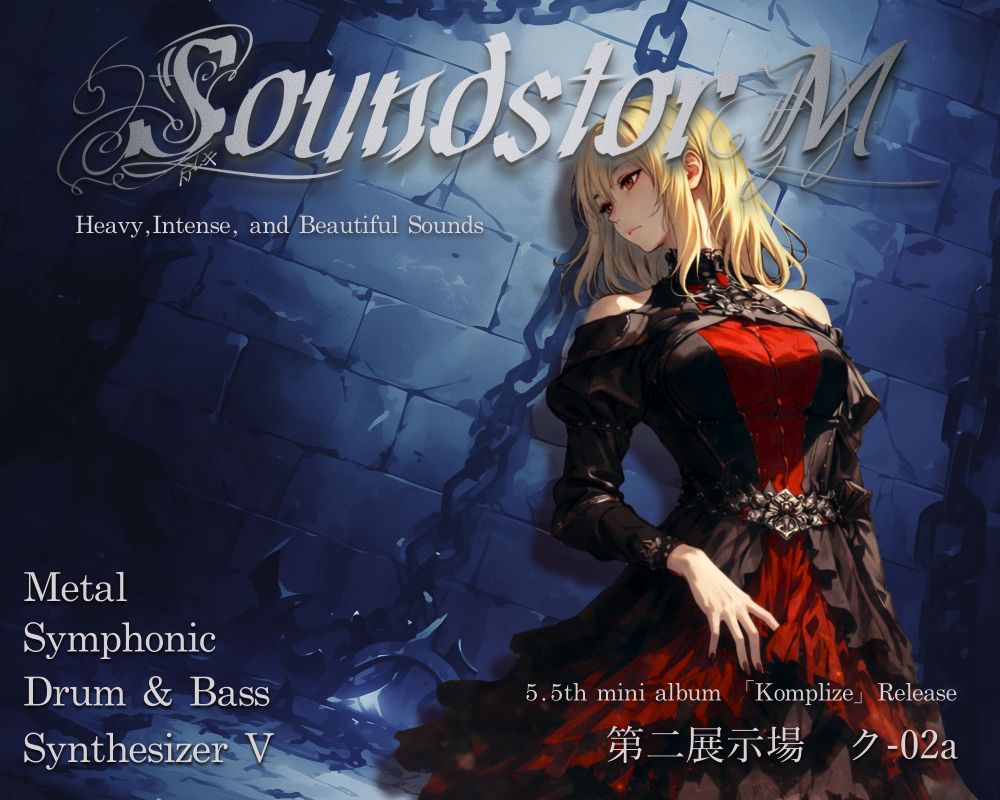 SoundstorM
Heavy,Intense, and Beautiful Sounds
Metal
Symphonic
Drum & Bass
Synthesizer V
5.5th mini album 「Komplize」Release
第二展示場 ク-02a